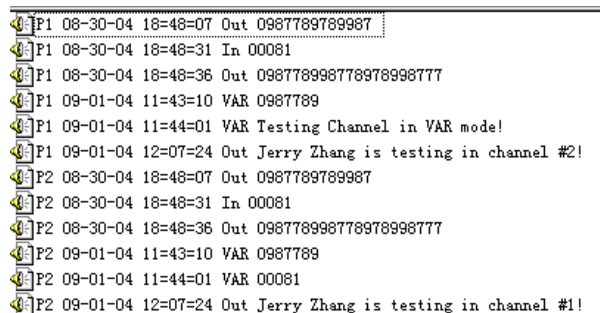 P1 08-30-04 18=48=07 Out 0987789789987
P1 08-30-04 18=48=31 In 00081
P1 08-30-04 18=48=36 Out 098778998778978998777
P1 09-01-04 11=43=10 VAR 0987789
P1 09-01-04 11=44=01 VAR Testing Channel in VAR mode!
P1 09-01-04 12=07=24 Out Jerry Zhang is testing in channel #2!
P2 08-30-04 18=48=07 Out 0987789789987
P2 08-30-04 18=48=31 In 00081
P2 08-30-04 18=48=36 Out 098778998778978998777
P2 09-01-04 11=43=10 VAR 0987789
P2 09-01-04 11=44=01 VAR 00081
P2 09-01-04 12=07=24 Out Jerry Zhang is testing in channel #1!